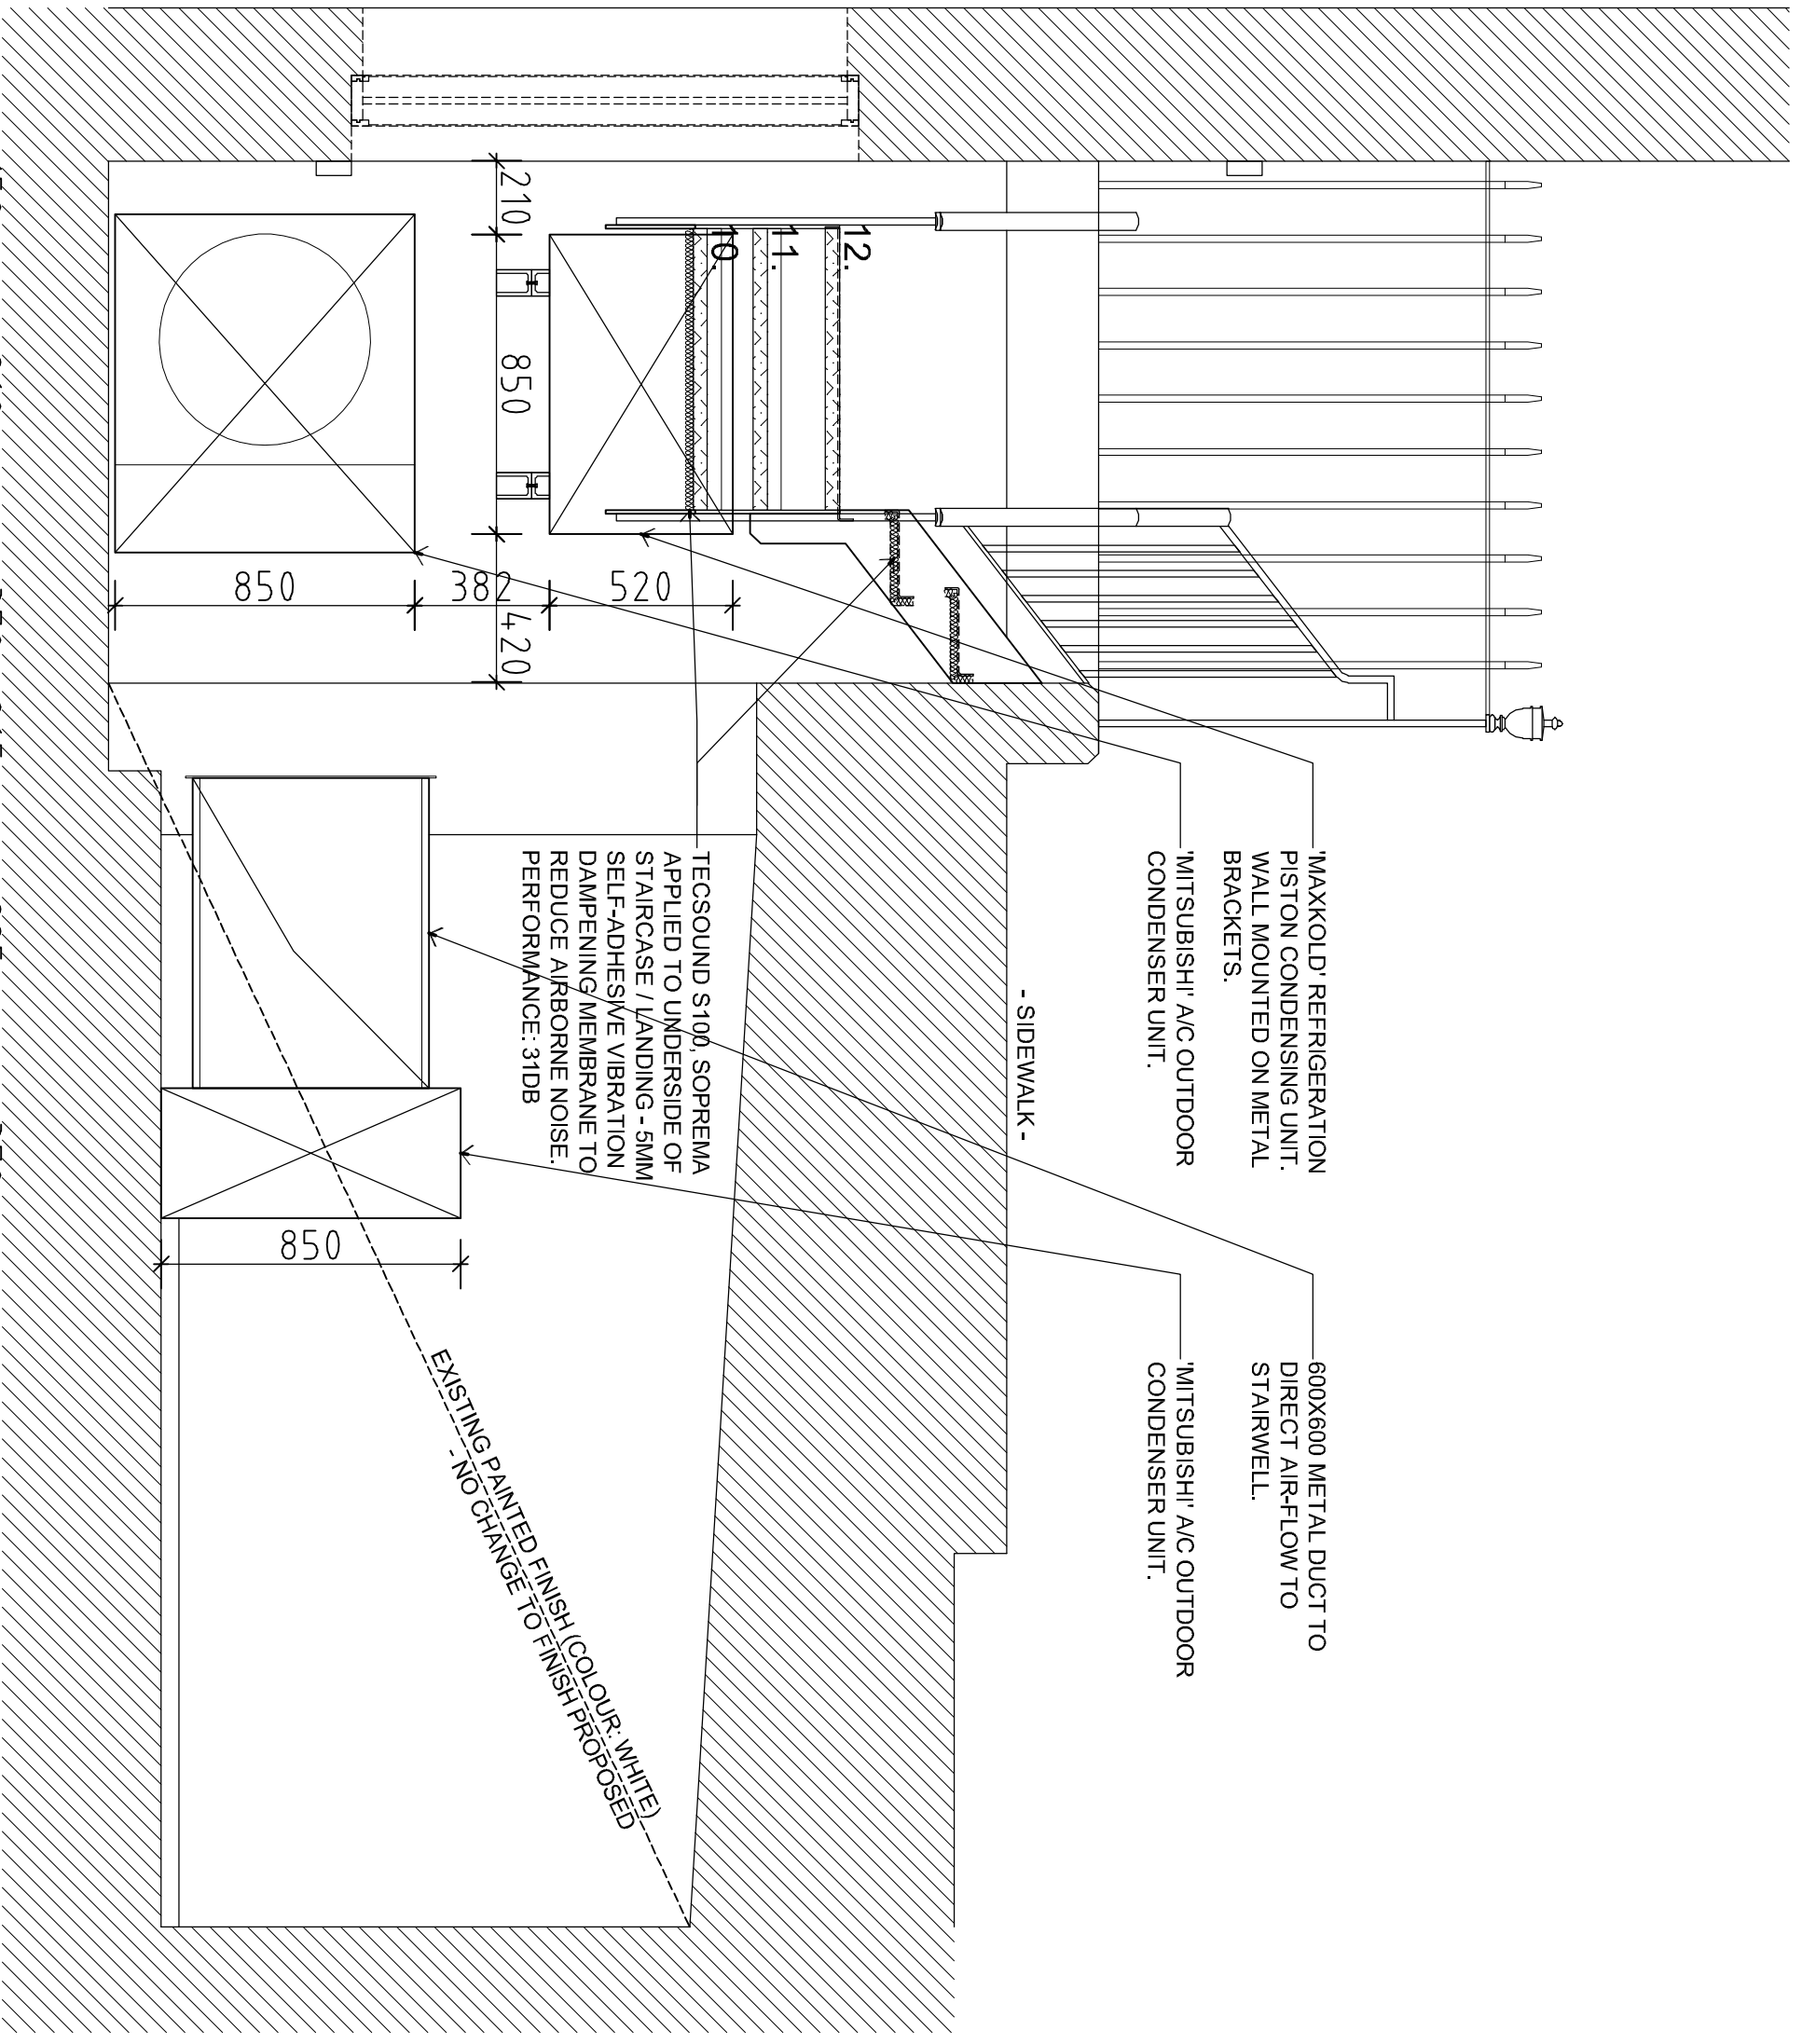 'MAXKOLD' REFRIGERATION
PISTON CONDENSING UNIT.
WALL MOUNTED ON METAL
BRACKETS.
'MITSUBISHI' A/C OUTDOOR
CONDENSER UNIT.
600X600 METAL DUCT TO
DIRECT AIR-FLOW TO
STAIRWELL.
'MITSUBISHI' A/C OUTDOOR
CONDENSER UNIT.
- SIDEWALK -
12.
11.
10.
TECSOUND S100, SOPREMA
APPLIED TO UNDERSIDE OF
STAIRCASE / LANDING - 5MM
SELF-ADHESIVE VIBRATION
DAMPENING MEMBRANE TO
REDUCE AIRBORNE NOISE.
PERFORMANCE: 31DB
210
850
420
520
382
850
850
EXISTING PAINTED FINISH (COLOUR: WHITE)
- NO CHANGE TO FINISH PROPOSED